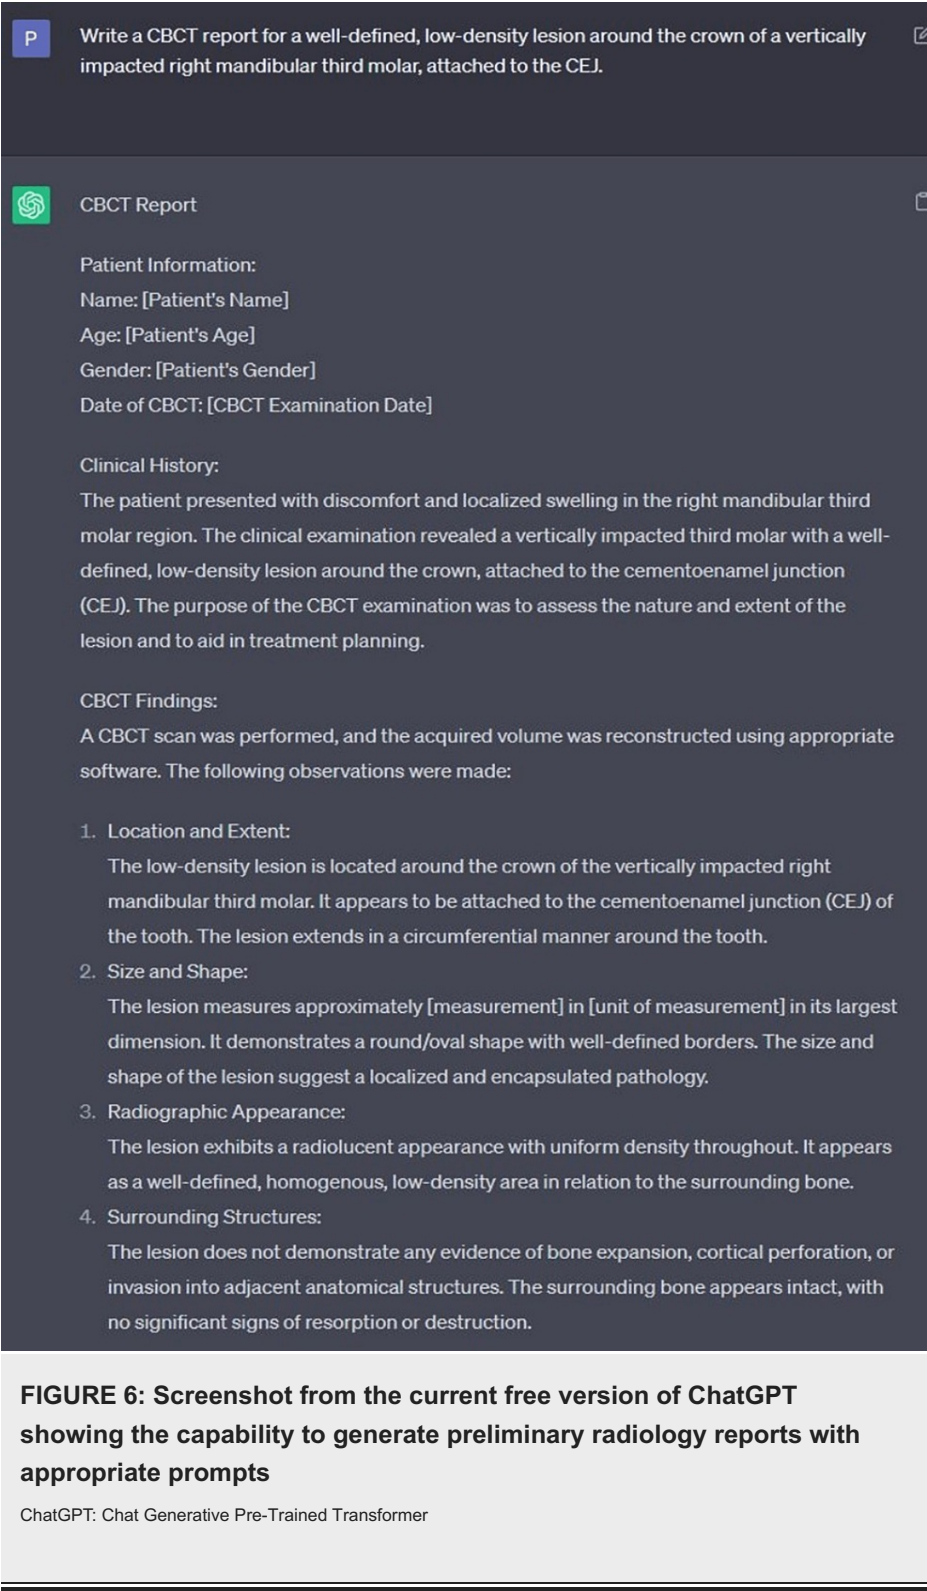 P
Write a CBCT report for a well-defined, low-density lesion around the crown of a vertically
impacted right mandibular third molar, attached to the CEJ.
CBCT Report
Patient Information:
Name: [Patient's Name]
Age: [Patient's Age]
Gender: [Patient's Gender]
Date of CBCT: [CBCT Examination Date]
Clinical History:
The patient presented with discomfort and localized swelling in the right mandibular third
molar region. The clinical examination revealed a vertically impacted third molar with a well-
defined, low-density lesion around the crown, attached to the cementoenamel junction
(CEJ). The purpose of the CBCT examination was to assess the nature and extent of the
lesion and to aid in treatment planning.
CBCT Findings:
A CBCT scan was performed, and the acquired volume was reconstructed using appropriate
software. The following observations were made:
1. Location and Extent:
The low-density lesion is located around the crown of the vertically impacted right
mandibular third molar. It appears to be attached to the cementoenamel junction (CEJ) of
the tooth. The lesion extends in a circumferential manner around the tooth.
2. Size and Shape:
The lesion measures approximately [measurement] in [unit of measurement] in its largest
dimension. It demonstrates a round/oval shape with well-defined borders. The size and
shape of the lesion suggest a localized and encapsulated pathology.
3. Radiographic Appearance:
The lesion exhibits a radiolucent appearance with uniform density throughout. It appears
as a well-defined, homogenous, low-density area in relation to the surrounding bone.
4. Surrounding Structures:
The lesion does not demonstrate any evidence of bone expansion, cortical perforation, or
invasion into adjacent anatomical structures. The surrounding bone appears intact, with
no significant signs of resorption or destruction.
FIGURE 6: Screenshot from the current free version of ChatGPT
showing the capability to generate preliminary radiology reports with
appropriate prompts
ChatGPT: Chat Generative Pre-Trained Transformer